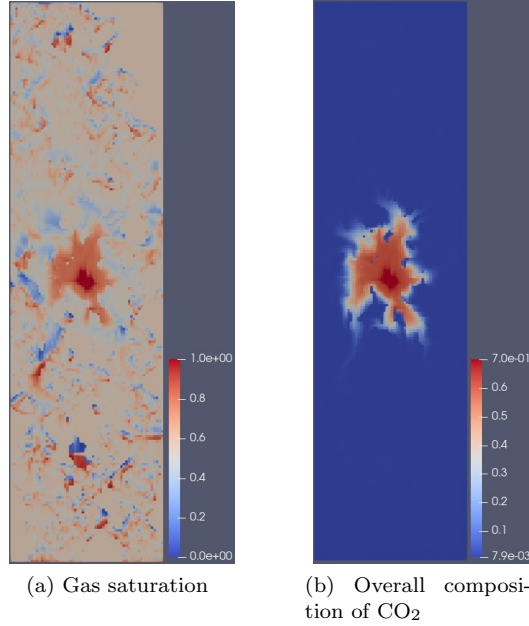 1.0e+00
0.8
0.6
0.4
0.2
0.0e+00
7.0e-01
0.6
0.5
0.4
0.3
0.2
0.1
7.9e-03
(a) Gas saturation
(b) Overall composi-
tion of CO₂